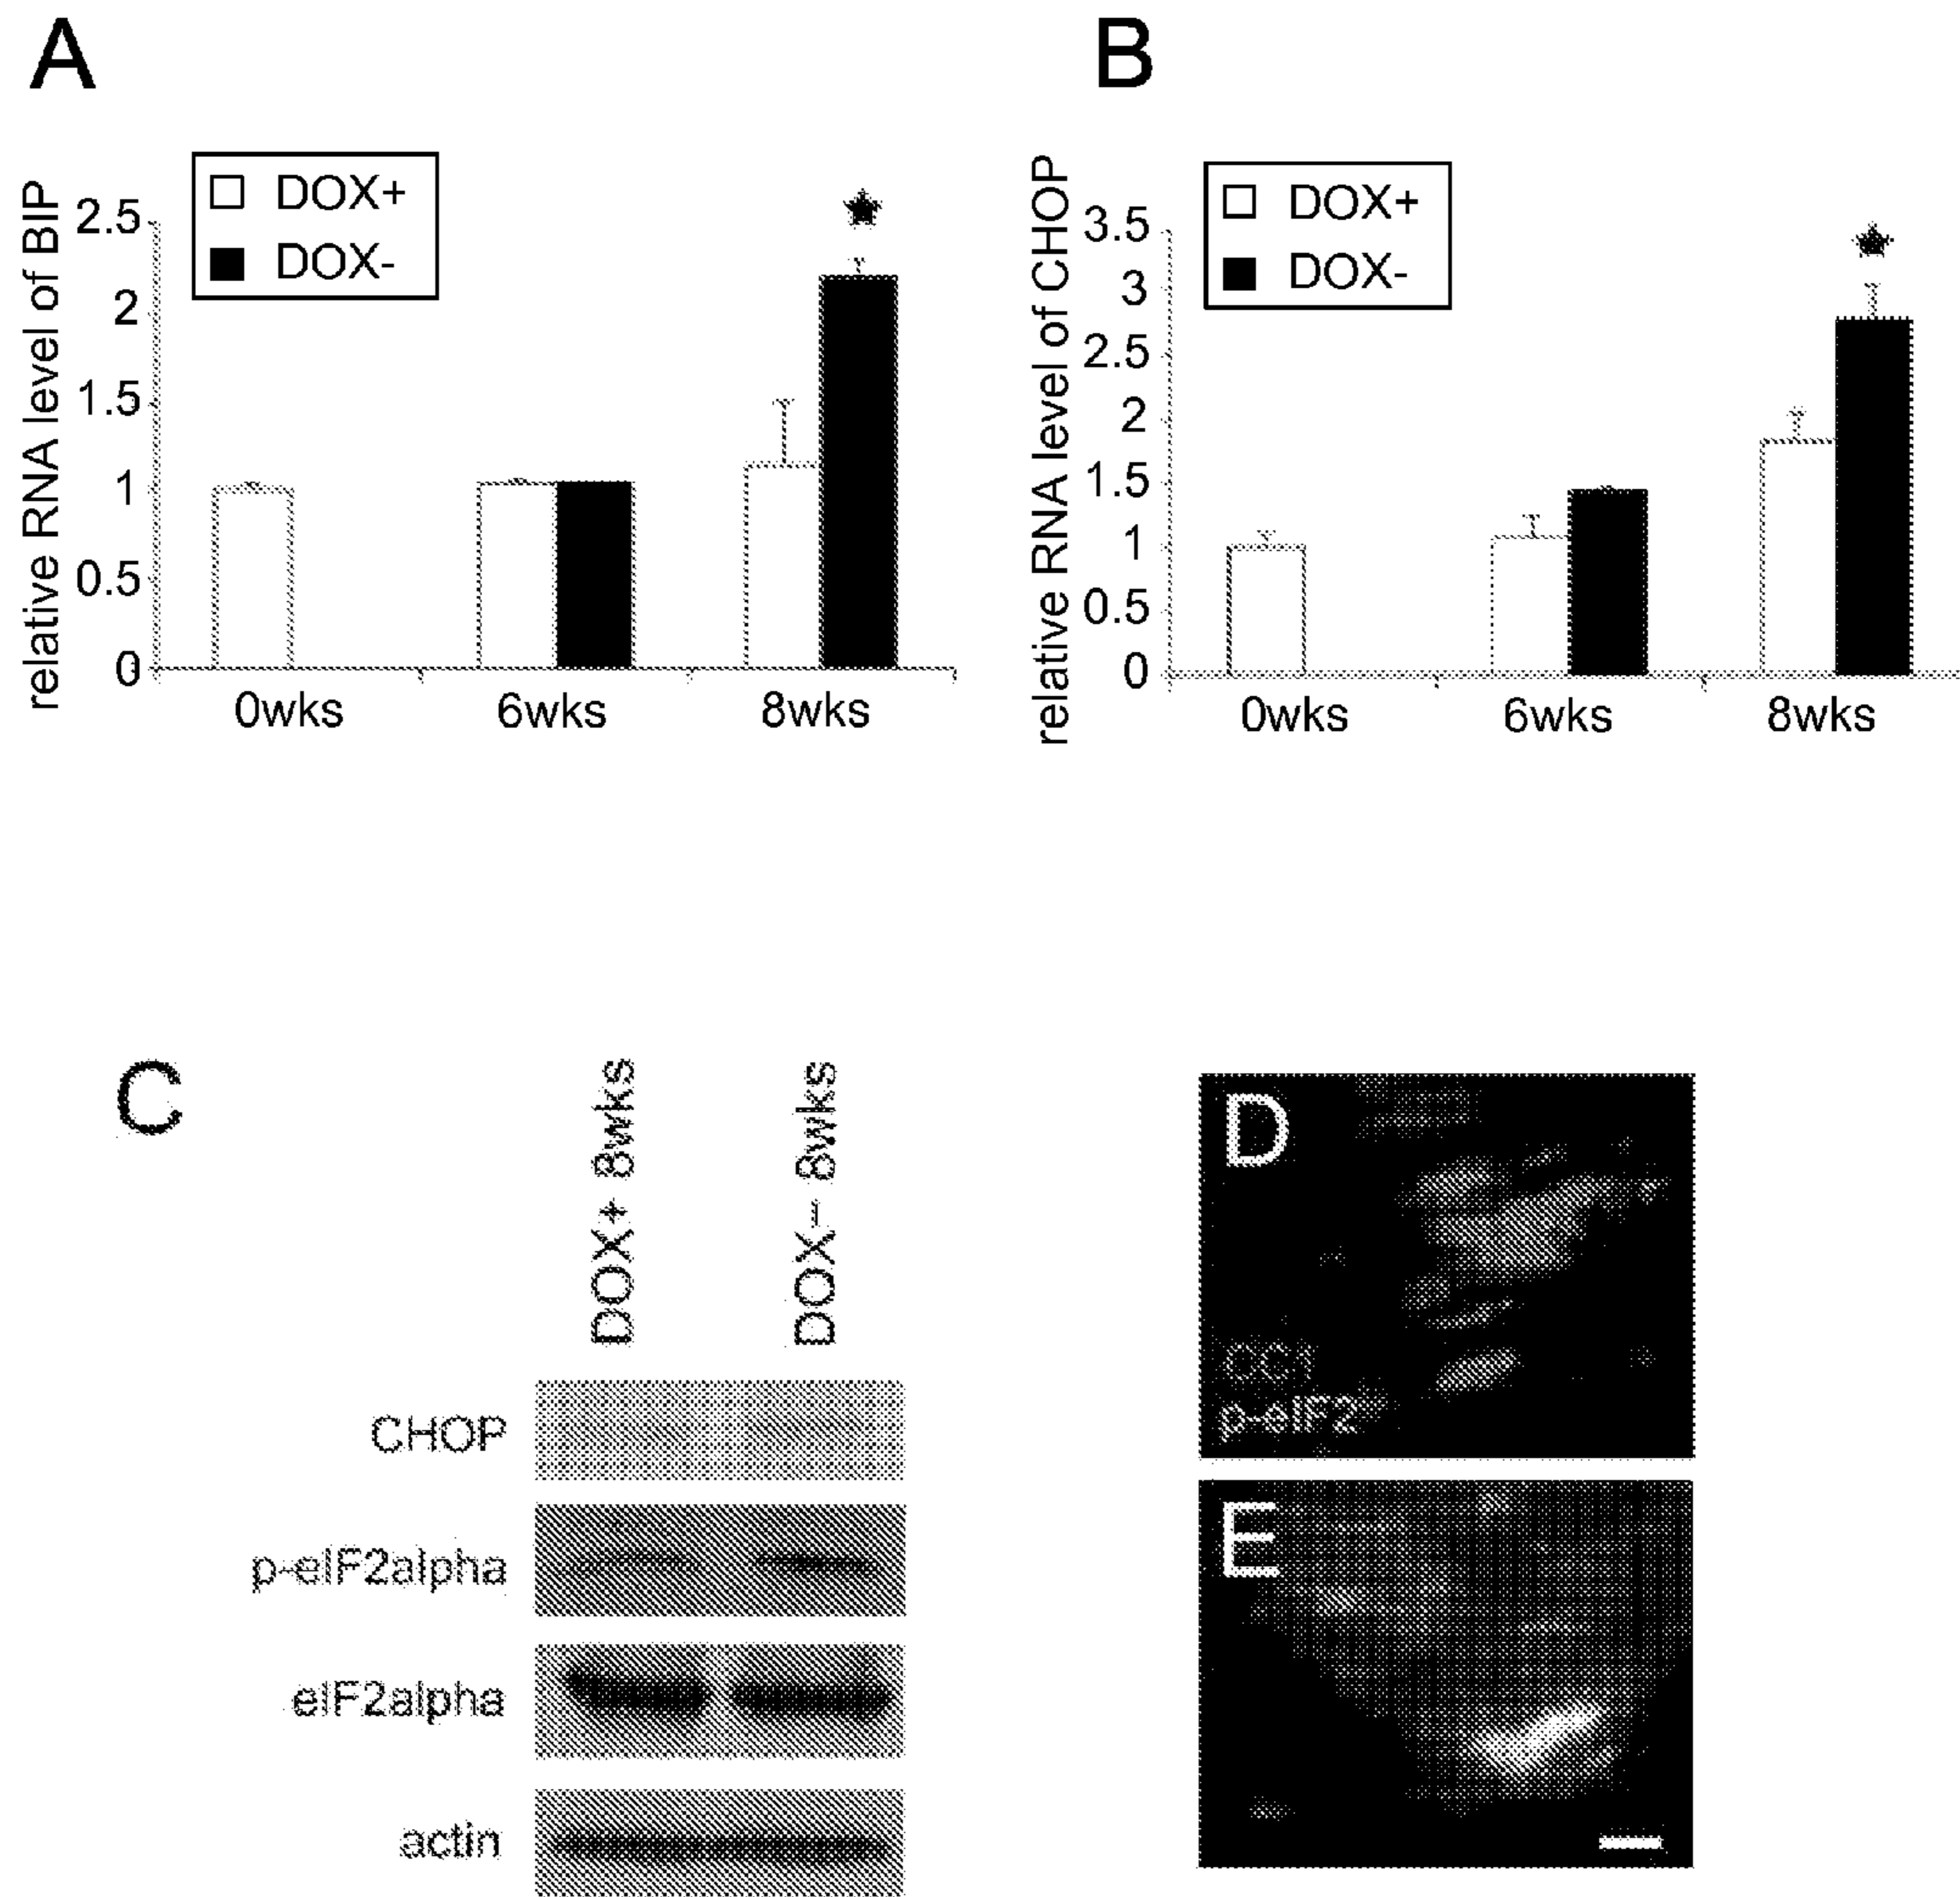 A
relative RNA level of BIP
DOX+
DOX-
2.5
2
1.5
1
0.5
0
0wks
6wks
8wks
B
relative RNA level of CHOP
DOX+
DOX-
3.5
3
2.5
2
1.5
1
0.5
0
0wks
6wks
8wks
C
DOX+ 8wks
DOX– 8wks
CHOP
p-eIF2alpha
eIF2alpha
actin
D
CC1
p-eIF2
E